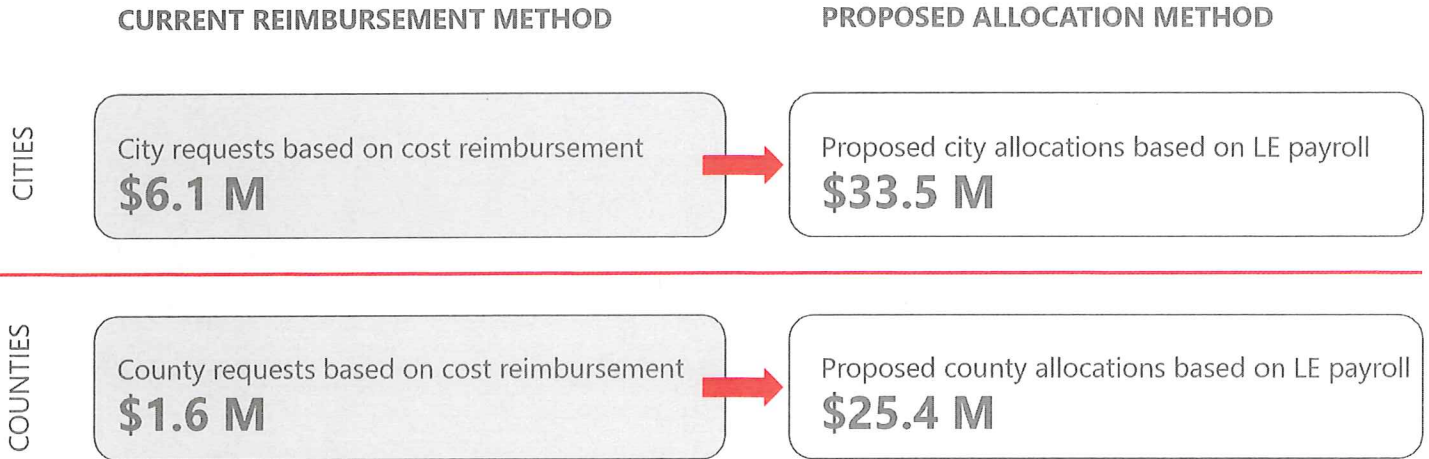 CURRENT REIMBURSEMENT METHOD
PROPOSED ALLOCATION METHOD
CITIES
City requests based on cost reimbursement
$6.1 M
Proposed city allocations based on LE payroll
$33.5 M
COUNTIES
County requests based on cost reimbursement
$1.6 M
Proposed county allocations based on LE payroll
$25.4 M